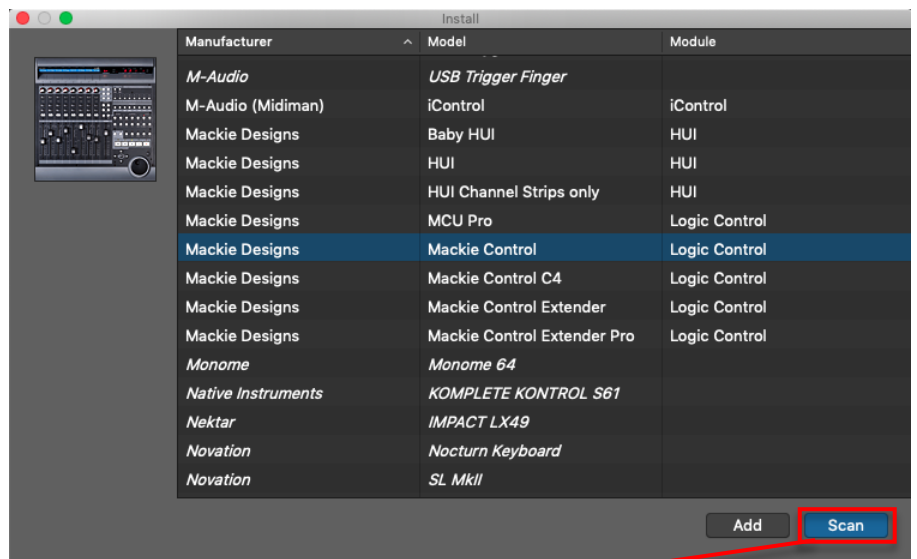 Install
Manufacturer Model Module
M-Audio USB Trigger Finger
M-Audio (Midiman) iControl iControl
Mackie Designs Baby HUI HUI
Mackie Designs HUI HUI
Mackie Designs HUI Channel Strips only HUI
Mackie Designs MCU Pro Logic Control
Mackie Designs Mackie Control Logic Control
Mackie Designs Mackie Control C4 Logic Control
Mackie Designs Mackie Control Extender Logic Control
Mackie Designs Mackie Control Extender Pro Logic Control
Monome Monome 64
Native Instruments KOMPLETE KONTROL S61
Nektar IMPACT LX49
Novation Nocturn Keyboard
Novation SL MkII
Add Scan